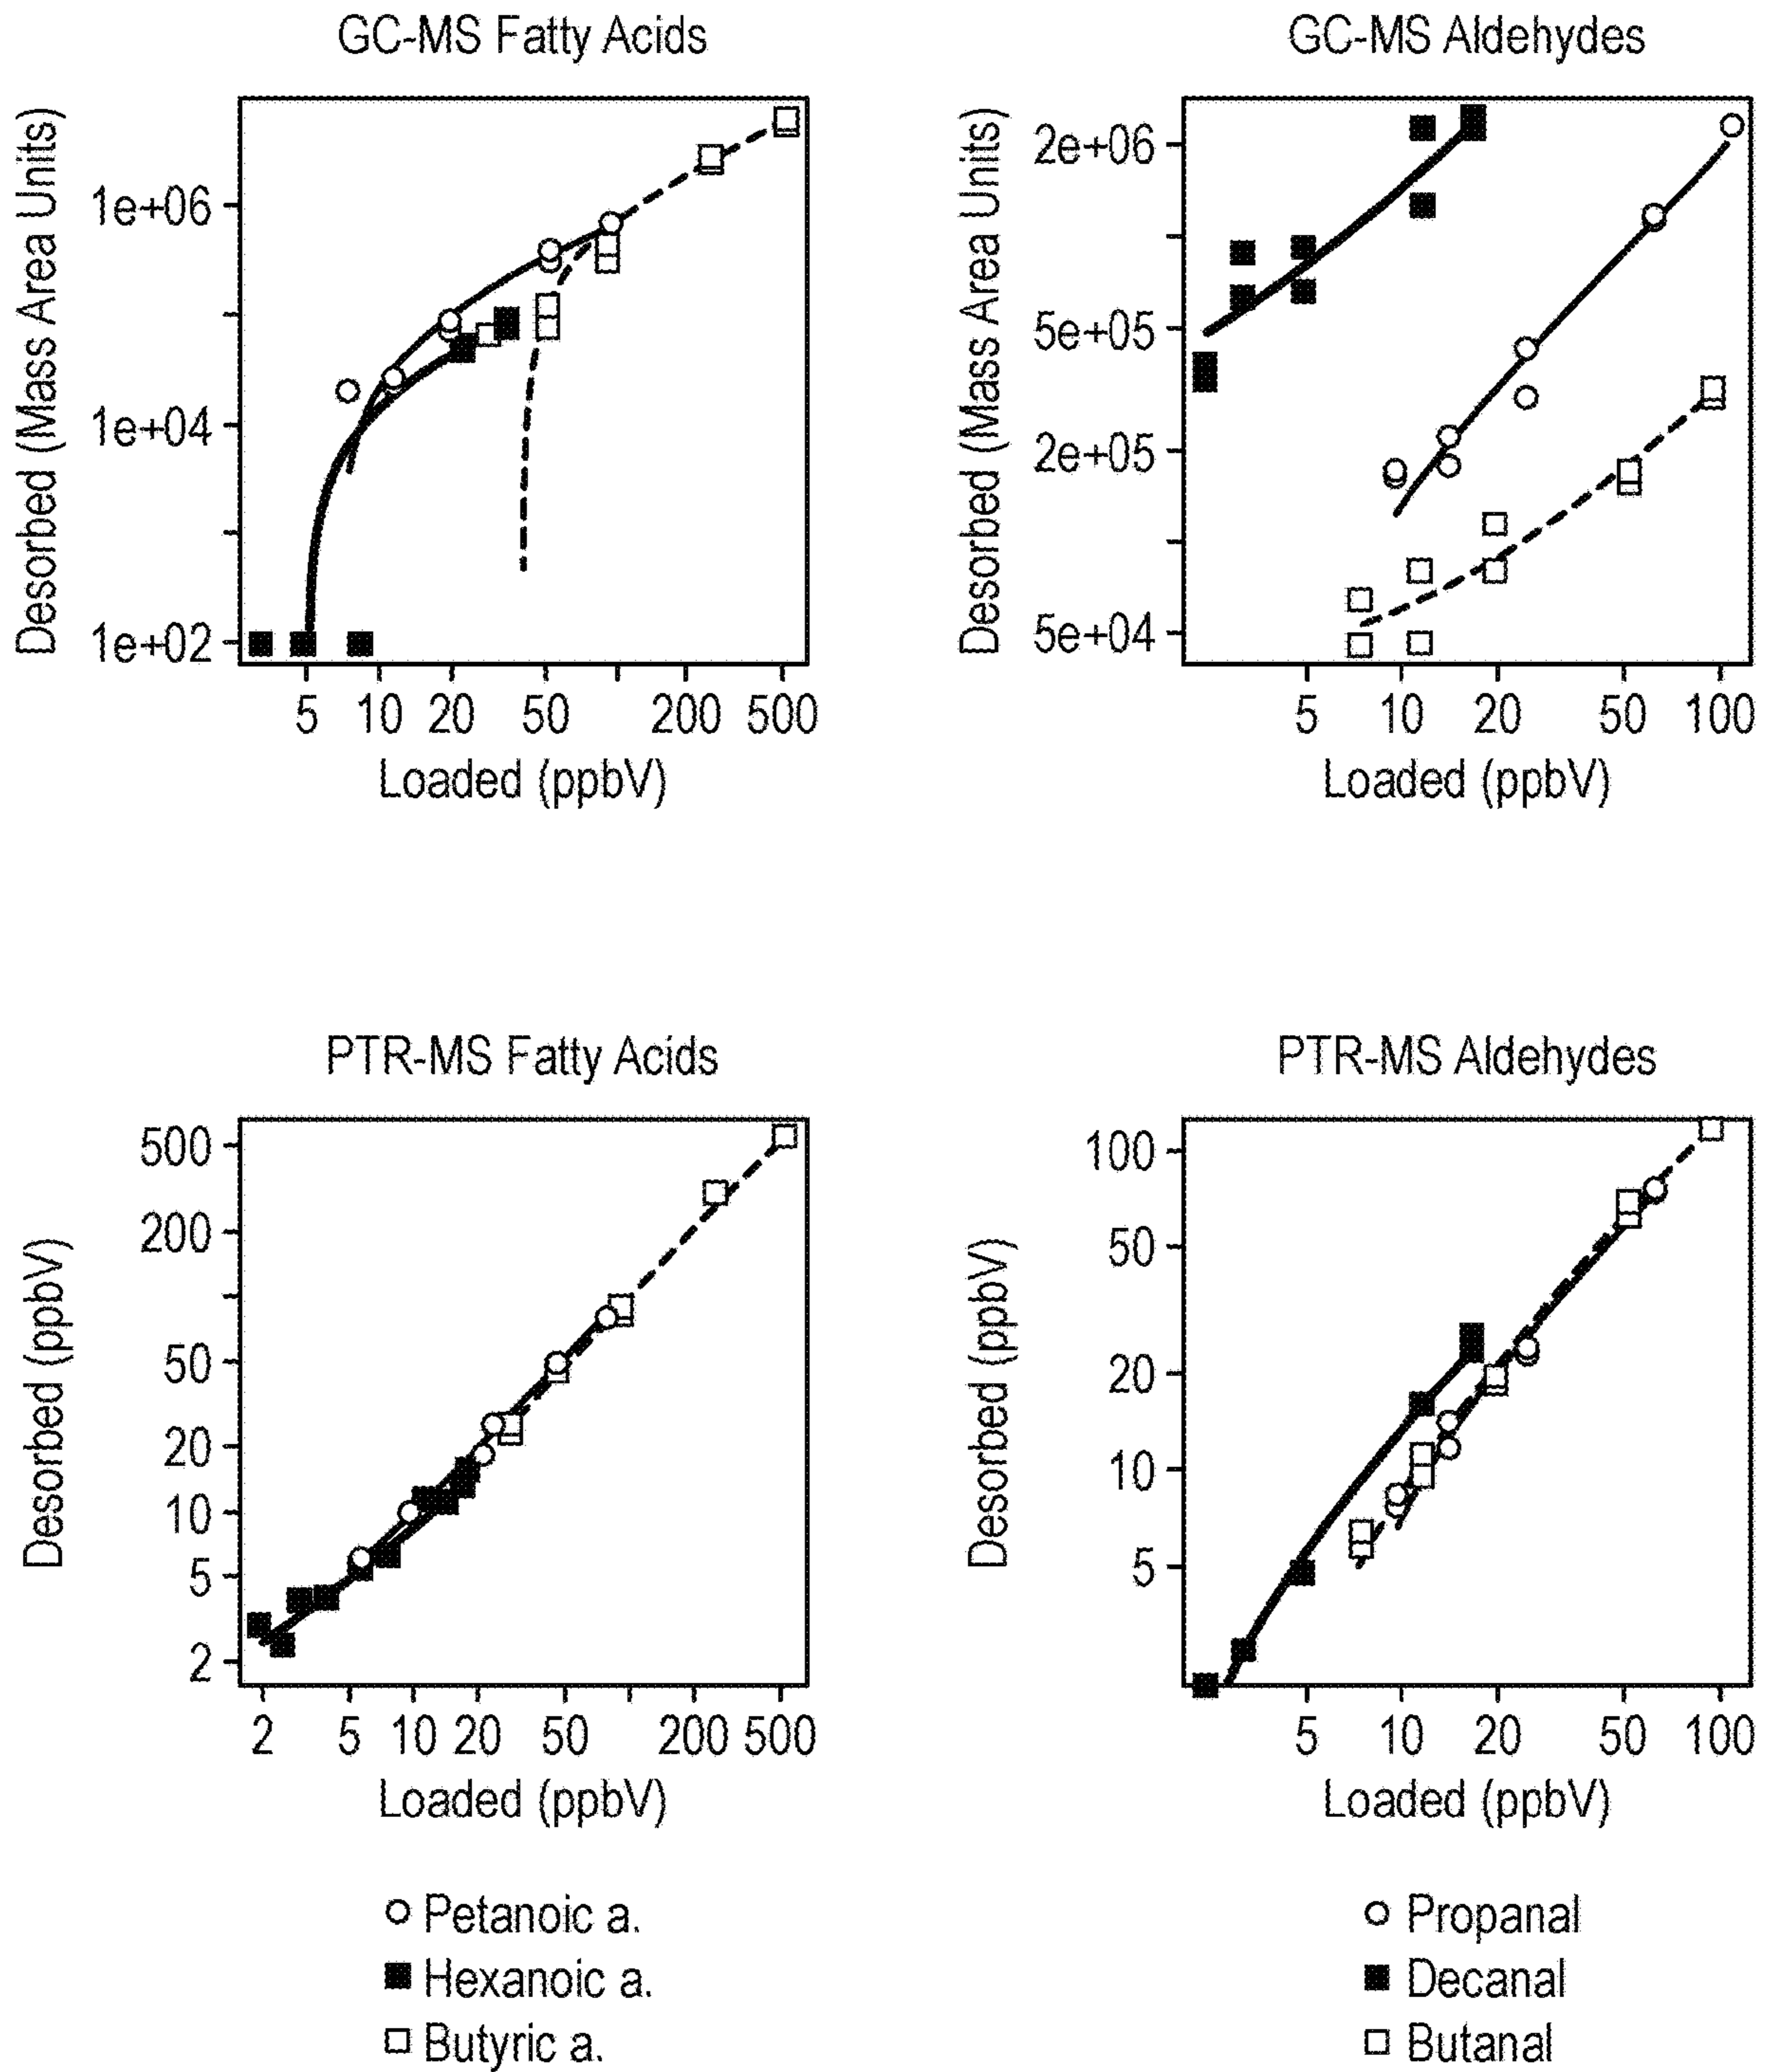 GC-MS Fatty Acids
Desorbed (Mass Area Units)
1e+06
1e+04
1e+02
5 10 20 50 200 500
Loaded (ppbV)
GC-MS Aldehydes
Desorbed (Mass Area Units)
2e+06
5e+05
2e+05
5e+04
5 10 20 50 100
Loaded (ppbV)
PTR-MS Fatty Acids
Desorbed (ppbV)
500
200
50
20
10
5
2
2 5 10 20 50 200 500
Loaded (ppbV)
PTR-MS Aldehydes
Desorbed (ppbV)
100
50
20
10
5
5 10 20 50 100
Loaded (ppbV)
Petanoic a.
Hexanoic a.
Butyric a.
Propanal
Decanal
Butanal